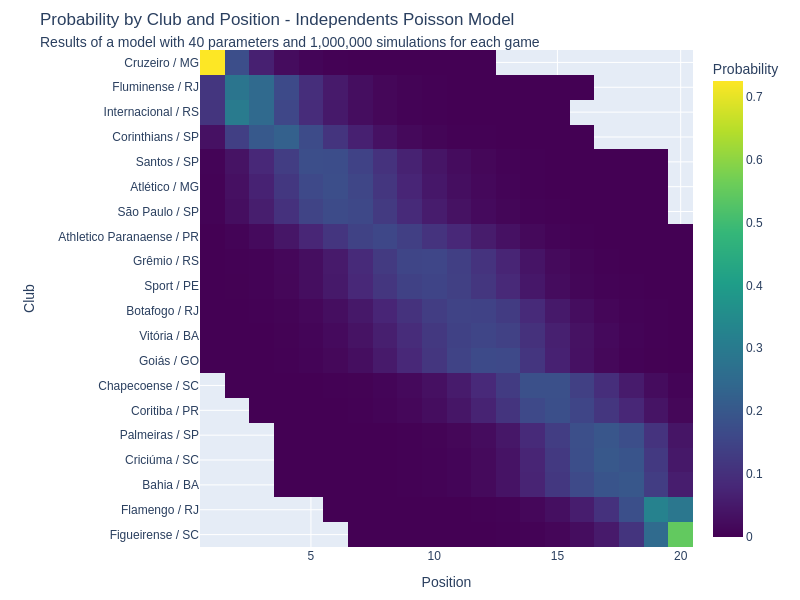 Probability by Club and Position - Independents Poisson Model
Results of a model with 40 parameters and 1,000,000 simulations for each game
Cruzeiro / MG
Fluminense / RJ
Internacional / RS
Corinthians / SP
Santos / SP
Atlético / MG
São Paulo / SP
Athletico Paranaense / PR
Grêmio / RS
Sport / PE
Botafogo / RJ
Vitória / BA
Goiás / GO
Chapecoense / SC
Coritiba / PR
Palmeiras / SP
Criciúma / SC
Bahia / BA
Flamengo / RJ
Figueirense / SC
Club
5 10 15 20
Position
Probability
0.7
0.6
0.5
0.4
0.3
0.2
0.1
0